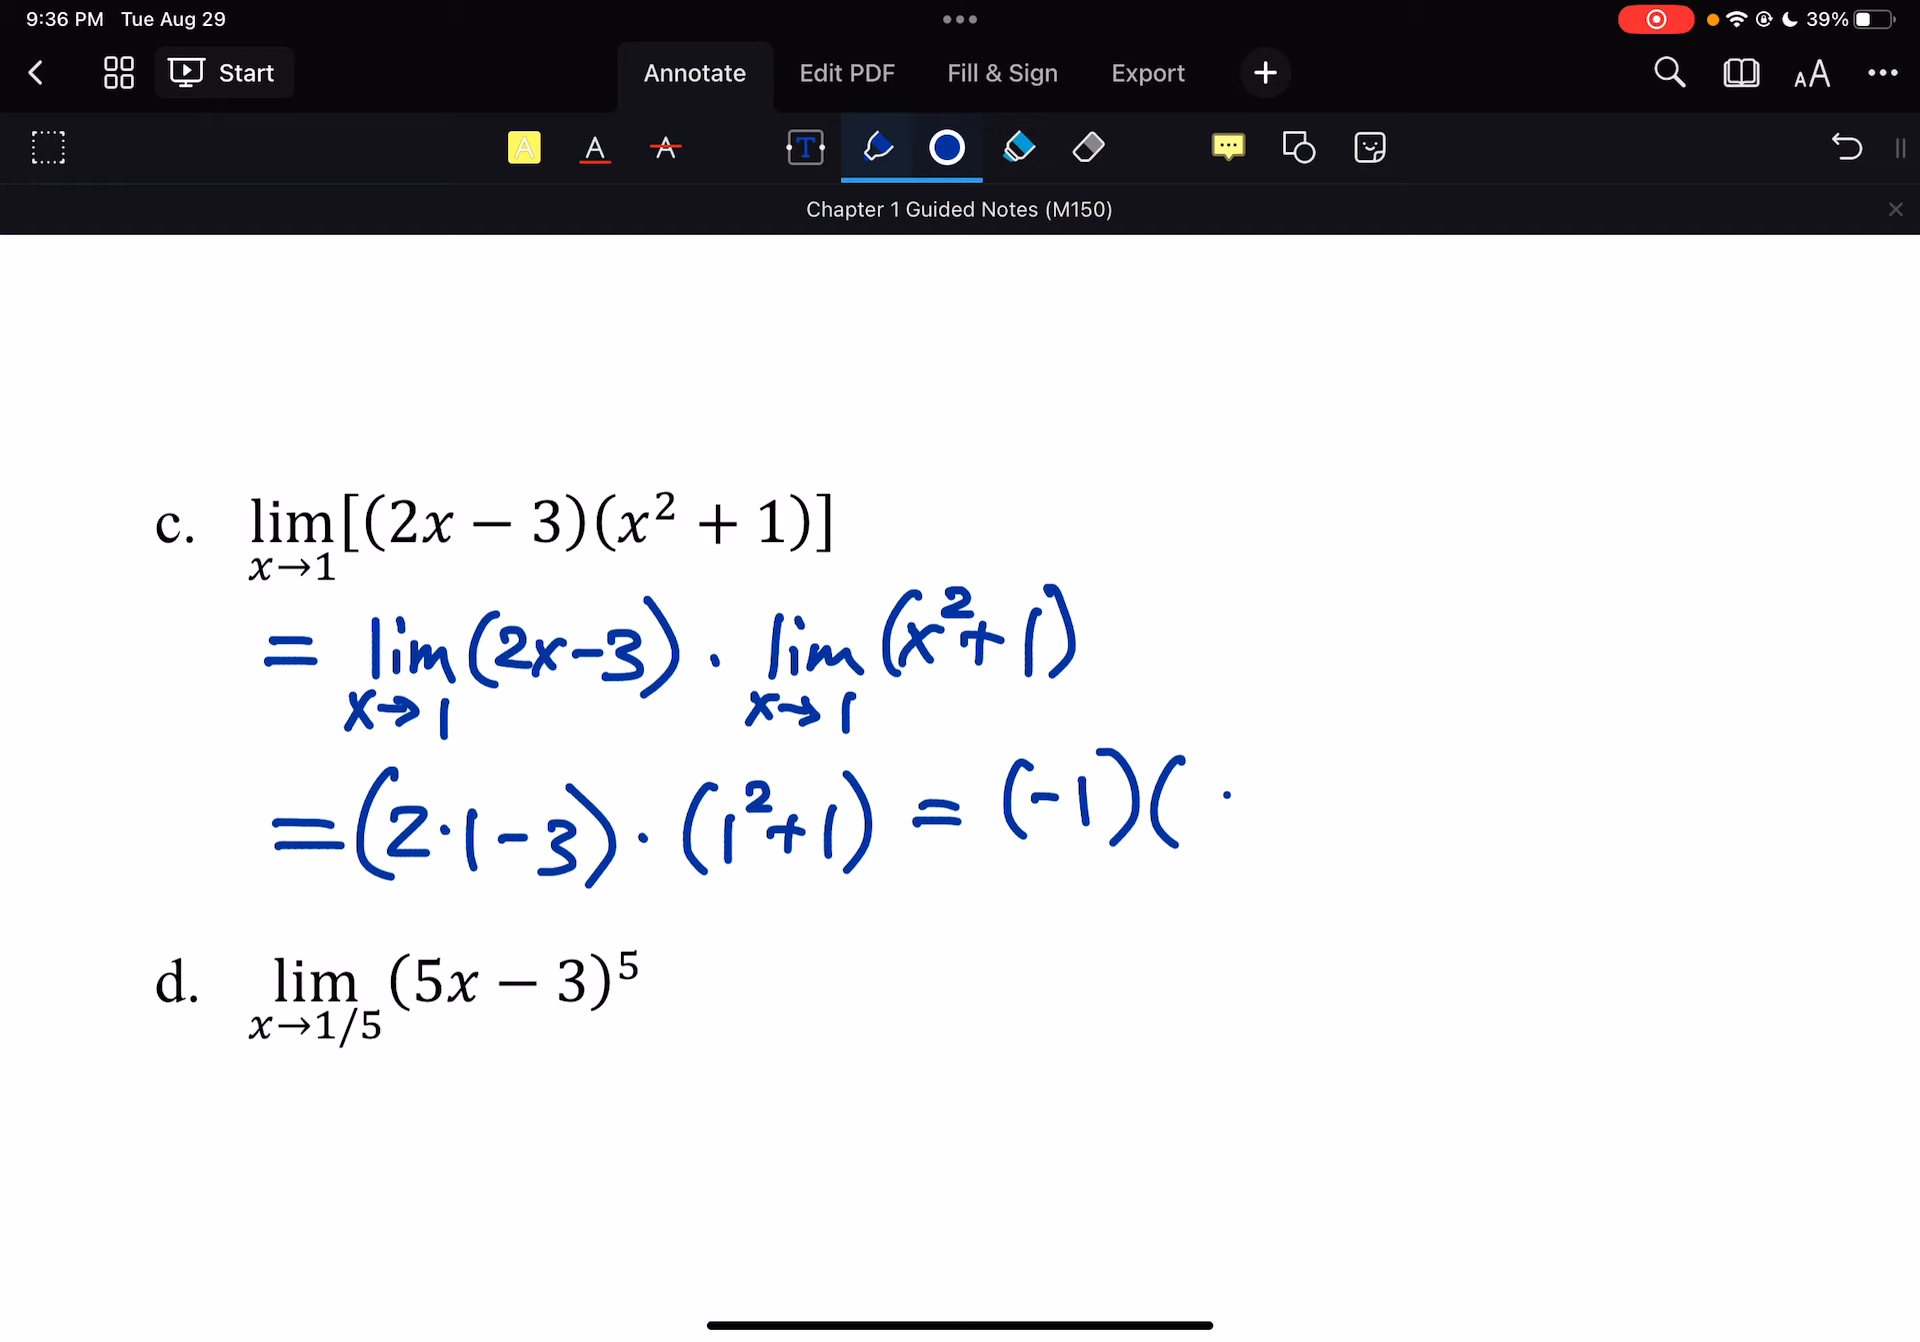 9:36 PM Tue Aug 29 39%
Start Annotate Edit PDF Fill & Sign Export + AA
A A A T
Chapter 1 Guided Notes (M150)
c. lim[(2x − 3)(x² + 1)]
x→1
= lim(2x-3) · lim(x²+1)
x→1 x→1
=(2·1-3)·(1²+1) = (-1)( ·
d. lim (5x − 3)⁵
x→1/5